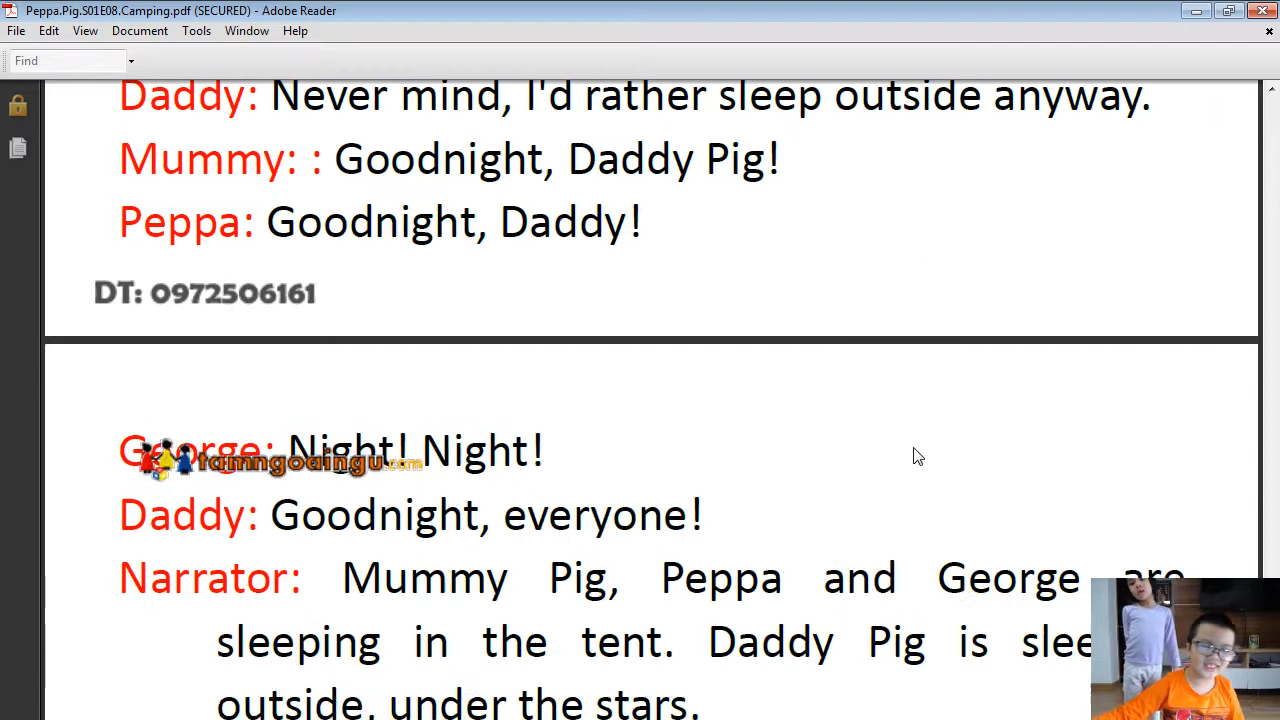 Peppa.Pig.S01E08.Camping.pdf (SECURED) - Adobe Reader
File Edit View Document Tools Window Help
Find
Daddy: Never mind, I'd rather sleep outside anyway.
Mummy: : Goodnight, Daddy Pig!
Peppa: Goodnight, Daddy!
DT: 0972506161
George: Night! Night!
tamngoaingu.com
Daddy: Goodnight, everyone!
Narrator: Mummy Pig, Peppa and George are
sleeping in the tent. Daddy Pig is
outside, under the stars.